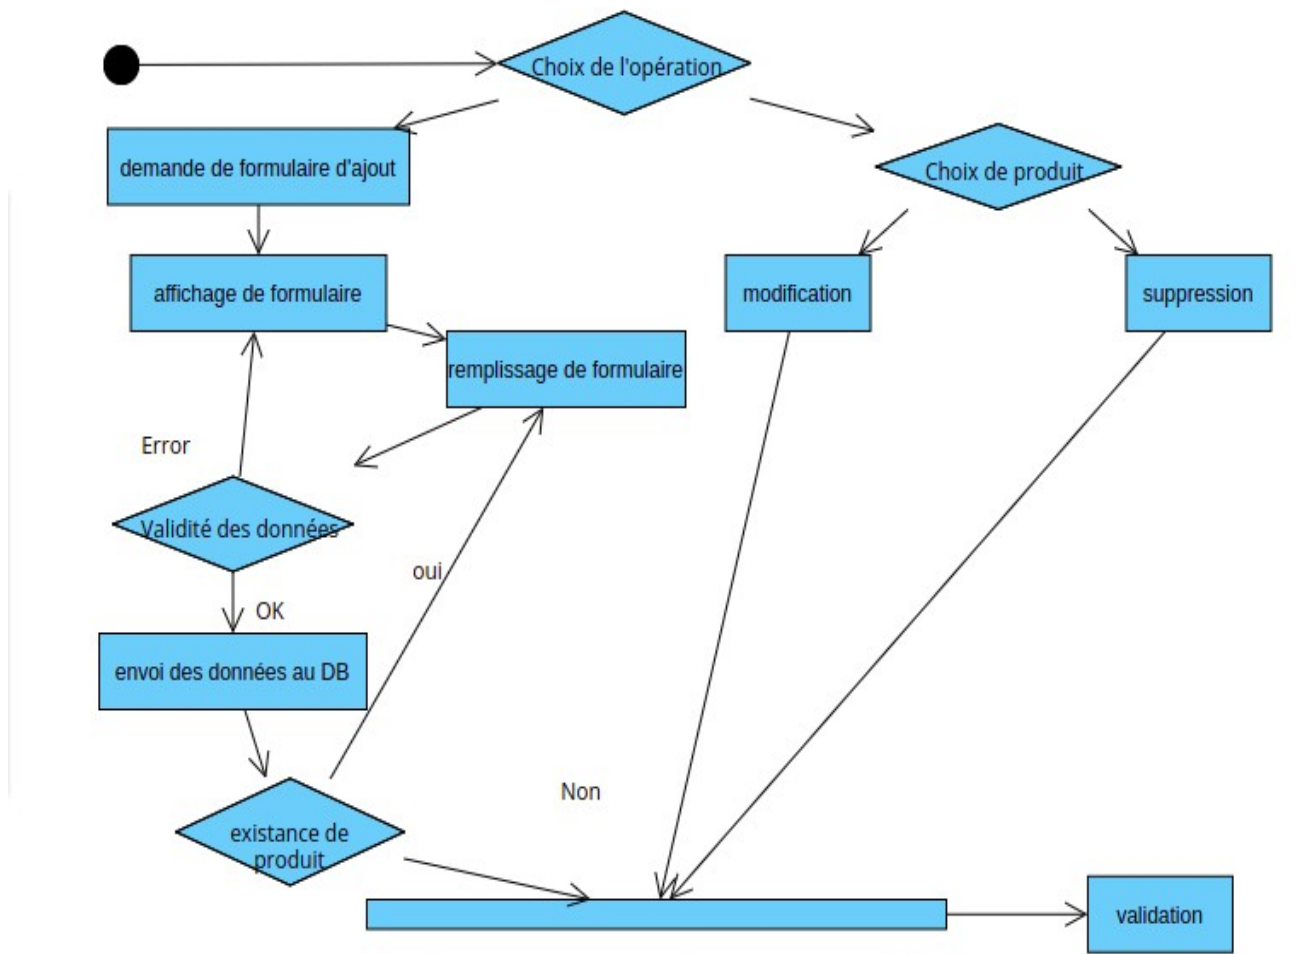 Choix de l'opération
demande de formulaire d'ajout
Choix de produit
affichage de formulaire
modification
suppression
remplissage de formulaire
Error
Validité des données
oui
OK
envoi des données au DB
Non
existance de
produit
validation